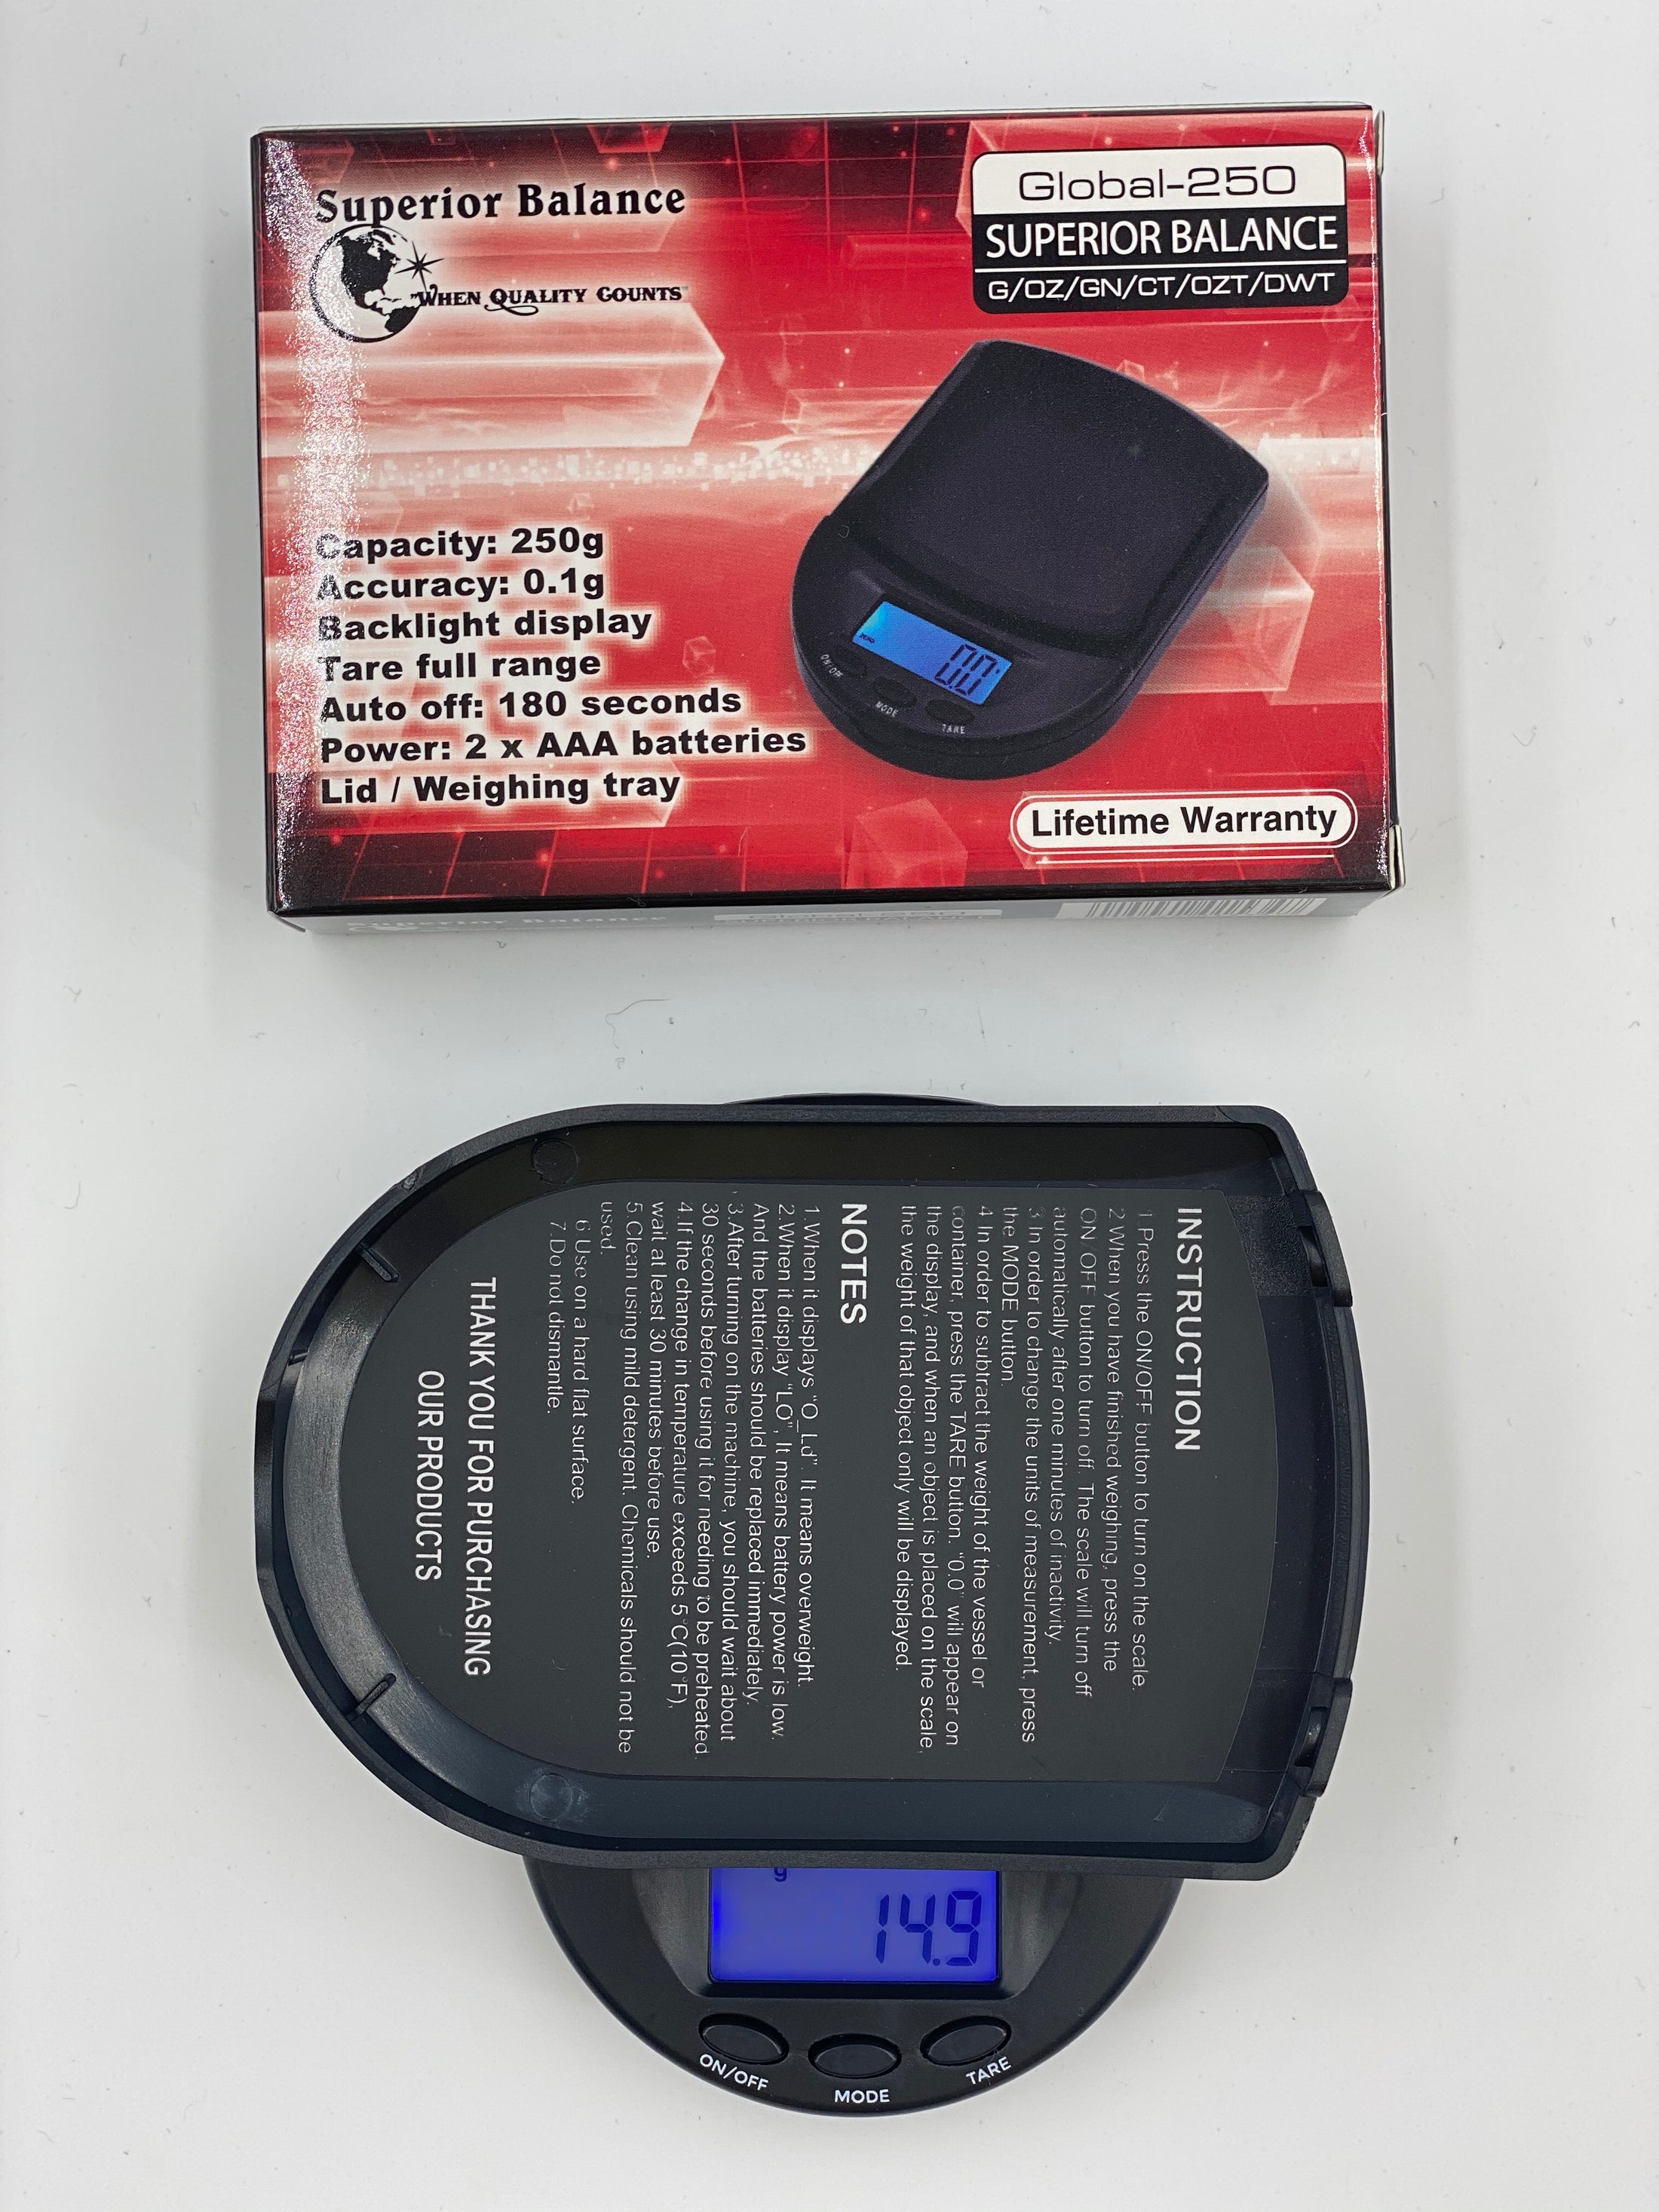 Superior Balance
"WHEN QUALITY COUNTS"
Global-250
SUPERIOR BALANCE
G/OZ/GN/CT/OZT/DWT
Capacity: 250g
Accuracy: 0.1g
Backlight display
Tare full range
Auto off: 180 seconds
Power: 2 x AAA batteries
Lid / Weighing tray
0.0
ON/OFF
MODE
TARE
Lifetime Warranty
Superior Balance
Global-250
INSTRUCTION
1 Press the ON/OFF button to turn on the scale.
2 When you have finished weighing, press the
ON/OFF button to turn off. The scale will turn off
automatically after one minutes of inactivity.
3 In order to change the units of measurement, press
the MODE button.
4 In order to subtract the weight of the vessel or
container, press the TARE button. "0.0" will appear on
the display, and when an object is placed on the scale,
the weight of that object only will be displayed.
NOTES
1.When it displays "O_Ld". It means overweight.
2.When it display "LO", It means battery power is low.
And the batteries should be replaced immediately.
3.After turning on the machine, you should wait about
30 seconds before using it for needing to be preheated.
4.If the change in temperature exceeds 5°C(10°F),
wait at least 30 minutes before use.
5.Clean using mild detergent. Chemicals should not be
used.
6 Use on a hard flat surface.
7.Do not dismantle.
THANK YOU FOR PURCHASING
OUR PRODUCTS
g
14.9
ON/OFF
MODE
TARE